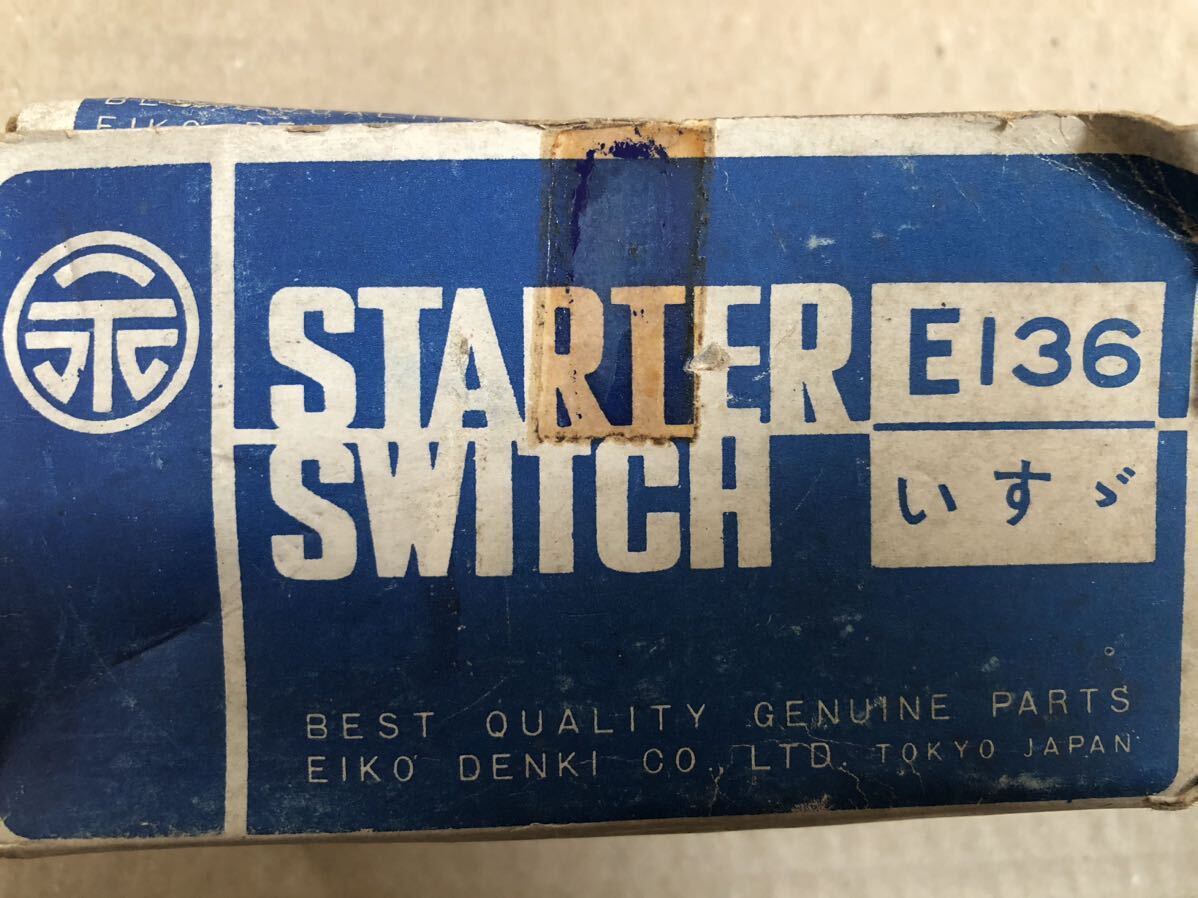 STARTER
SWITCH
E136
いすゞ
BEST QUALITY GENUINE PARTS
EIKO DENKI CO., LTD. TOKYO JAPAN